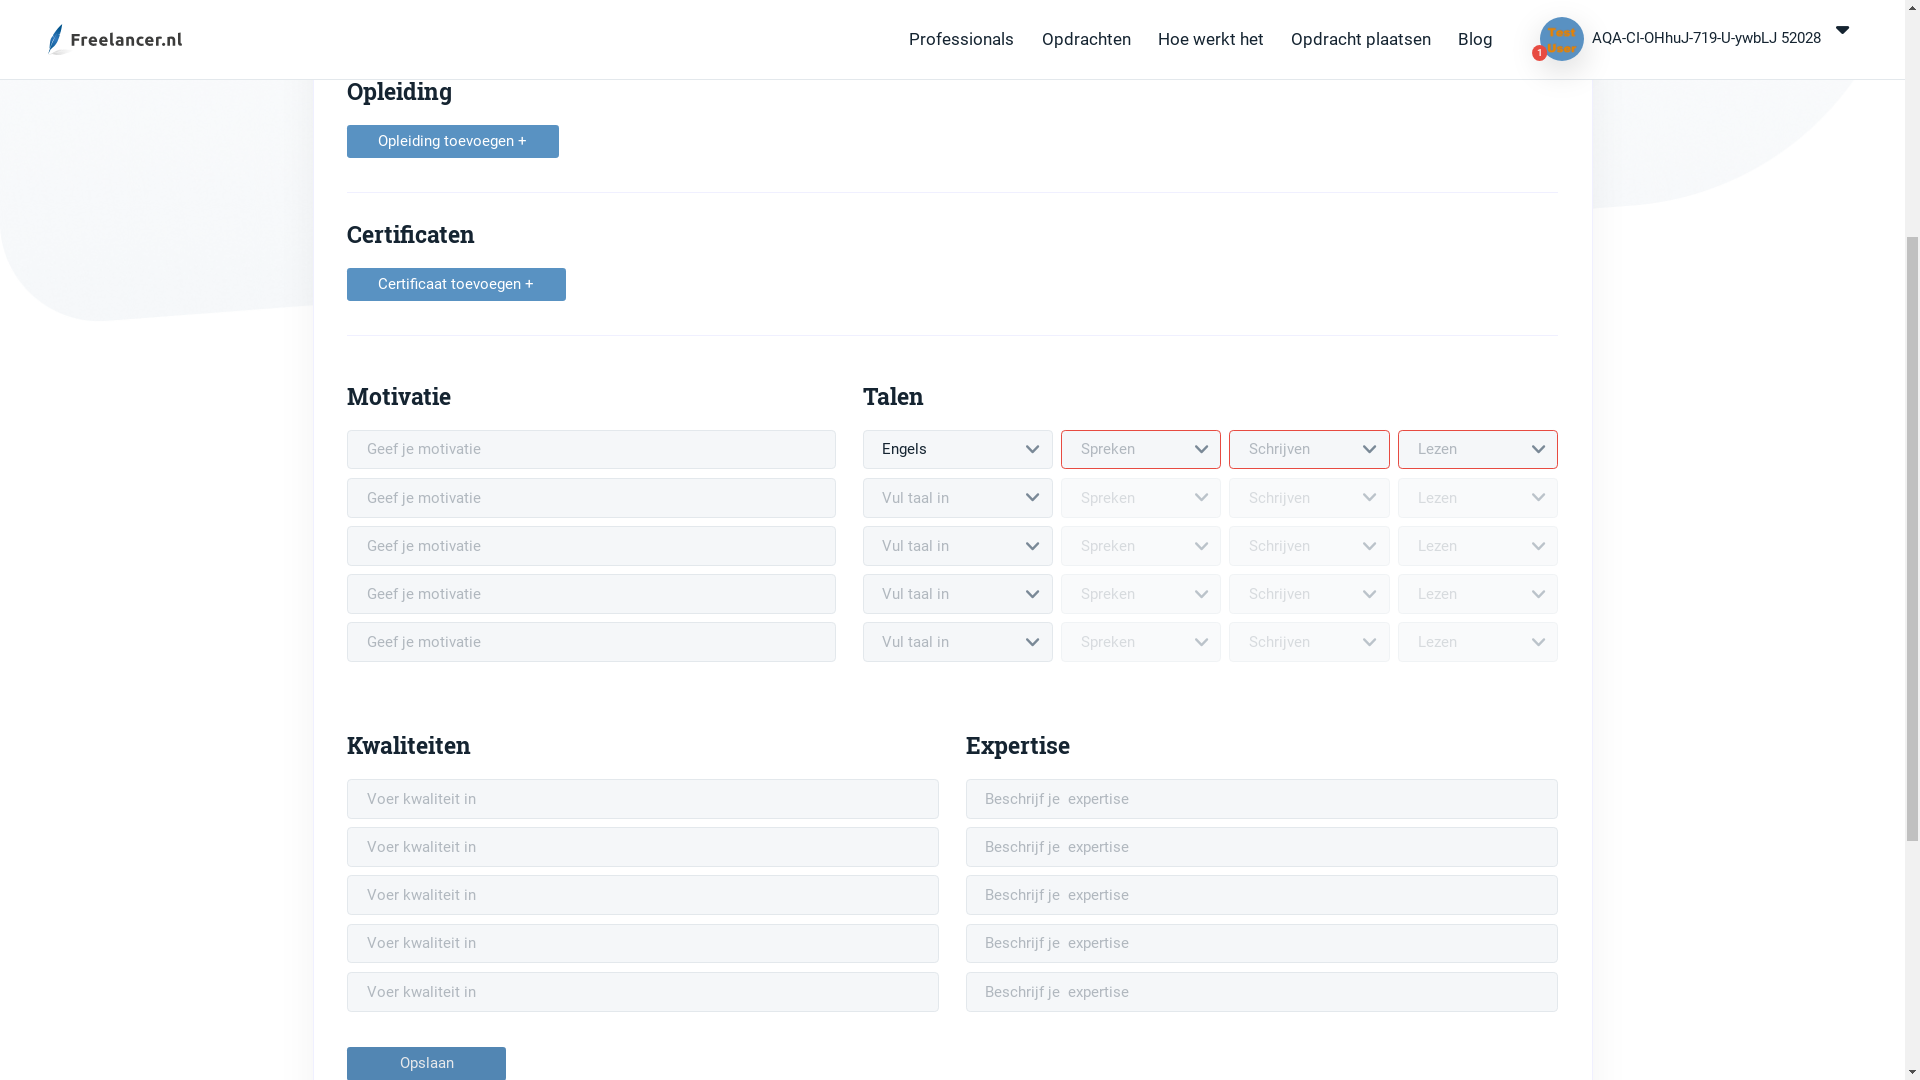 Freelancer.nl
Professionals Opdrachten Hoe werkt het Opdracht plaatsen Blog
Test User
1
AQA-CI-OHhuJ-719-U-ywbLJ 52028
Opleiding
Opleiding toevoegen +
Certificaten
Certificaat toevoegen +
Motivatie
Geef je motivatie
Geef je motivatie
Geef je motivatie
Geef je motivatie
Geef je motivatie
Talen
Engels Spreken Schrijven Lezen
Vul taal in Spreken Schrijven Lezen
Vul taal in Spreken Schrijven Lezen
Vul taal in Spreken Schrijven Lezen
Vul taal in Spreken Schrijven Lezen
Kwaliteiten
Voer kwaliteit in
Voer kwaliteit in
Voer kwaliteit in
Voer kwaliteit in
Voer kwaliteit in
Expertise
Beschrijf je  expertise
Beschrijf je  expertise
Beschrijf je  expertise
Beschrijf je  expertise
Beschrijf je  expertise
Opslaan